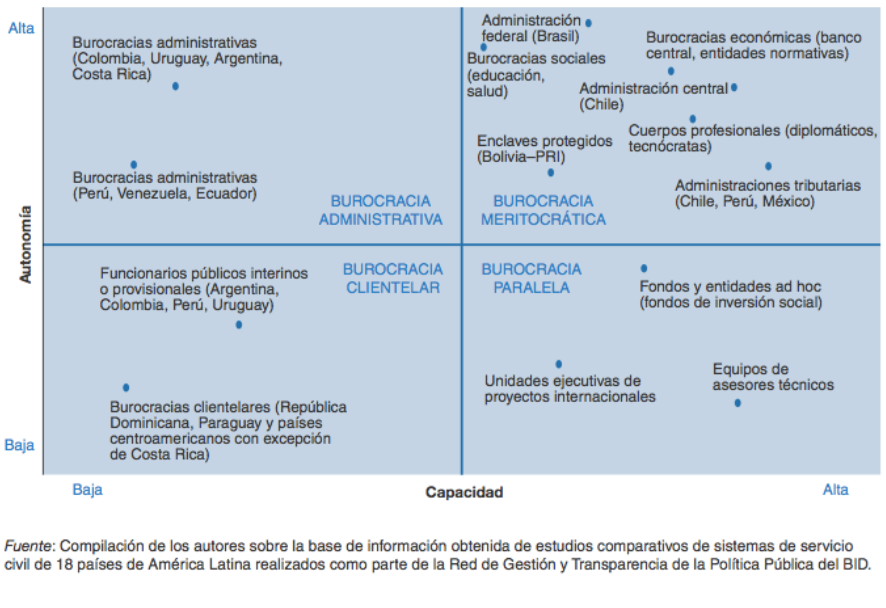 Alta
Burocracias administrativas
(Colombia, Uruguay, Argentina,
Costa Rica)
Burocracias administrativas
(Perú, Venezuela, Ecuador)
BUROCRACIA
ADMINISTRATIVA
Administración
federal (Brasil)
Burocracias sociales
(educación,
salud)
Burocracias económicas (banco
central, entidades normativas)
Administración central
(Chile)
Enclaves protegidos
(Bolivia–PRI)
Cuerpos profesionales (diplomáticos,
tecnócratas)
Administraciones tributarias
(Chile, Perú, México)
BUROCRACIA
MERITOCRÁTICA
Autonomía
Funcionarios públicos interinos
o provisionales (Argentina,
Colombia, Perú, Uruguay)
BUROCRACIA
CLIENTELAR
Burocracias clientelares (República
Dominicana, Paraguay y países
centroamericanos con excepción
de Costa Rica)
BUROCRACIA
PARALELA
Fondos y entidades ad hoc
(fondos de inversión social)
Unidades ejecutivas de
proyectos internacionales
Equipos de
asesores técnicos
Baja
Baja
Capacidad
Alta
Fuente: Compilación de los autores sobre la base de información obtenida de estudios comparativos de sistemas de servicio
civil de 18 países de América Latina realizados como parte de la Red de Gestión y Transparencia de la Política Pública del BID.